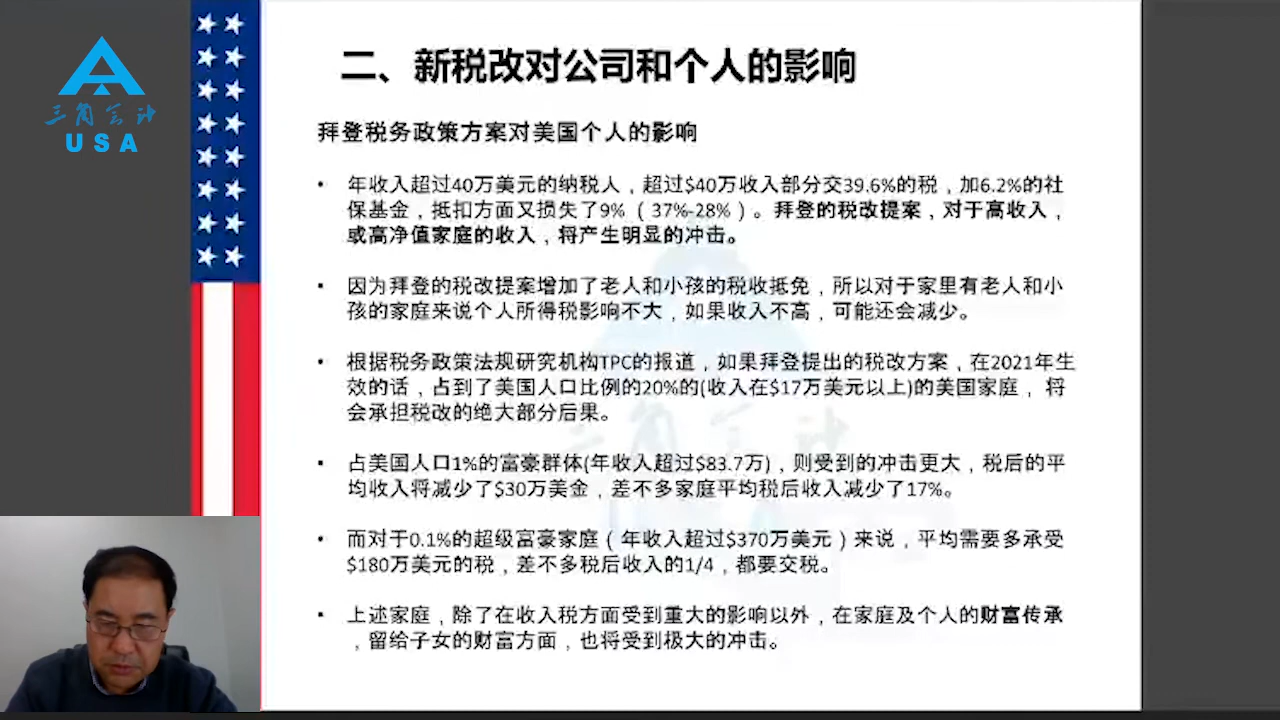 三角会计
USA
二、新税改对公司和个人的影响
拜登税务政策方案对美国个人的影响
• 年收入超过40万美元的纳税人，超过$40万收入部分交39.6%的税，加6.2%的社
保基金，抵扣方面又损失了9%（37%-28%）。拜登的税改提案，对于高收入，
或高净值家庭的收入，将产生明显的冲击。
• 因为拜登的税改提案增加了老人和小孩的税收抵免，所以对于家里有老人和小
孩的家庭来说个人所得税影响不大，如果收入不高，可能还会减少。
• 根据税务政策法规研究机构TPC的报道，如果拜登提出的税改方案，在2021年生
效的话，占到了美国人口比例的20%的(收入在$17万美元以上)的美国家庭， 将
会承担税改的绝大部分后果。
• 占美国人口1%的富豪群体(年收入超过$83.7万)，则受到的冲击更大，税后的平
均收入将减少了$30万美金，差不多家庭平均税后收入减少了17%。
• 而对于0.1%的超级富豪家庭（年收入超过$370万美元）来说，平均需要多承受
$180万美元的税，差不多税后收入的1/4，都要交税。
• 上述家庭，除了在收入税方面受到重大的影响以外，在家庭及个人的财富传承
，留给子女的财富方面，也将受到极大的冲击。